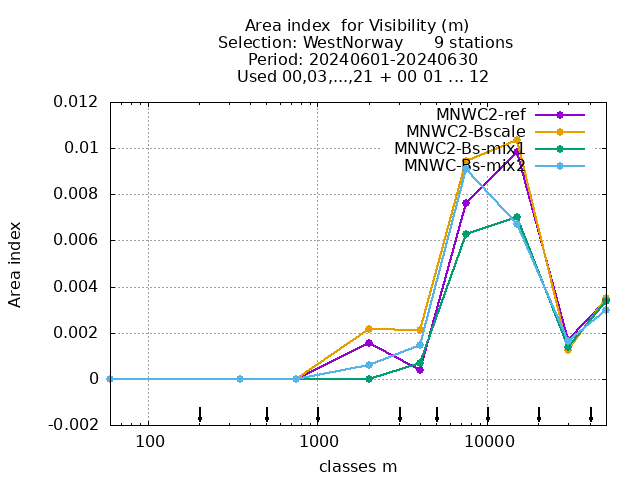 Area index  for Visibility (m)
Selection: WestNorway      9 stations
Period: 20240601-20240630
Used 00,03,...,21 + 00 01 ... 12
0.012
0.01
0.008
0.006
0.004
0.002
0
-0.002
Area index
MNWC2-ref
MNWC2-Bscale
MNWC2-Bs-mix1
MNWC-Bs-mix2
100
1000
10000
classes m